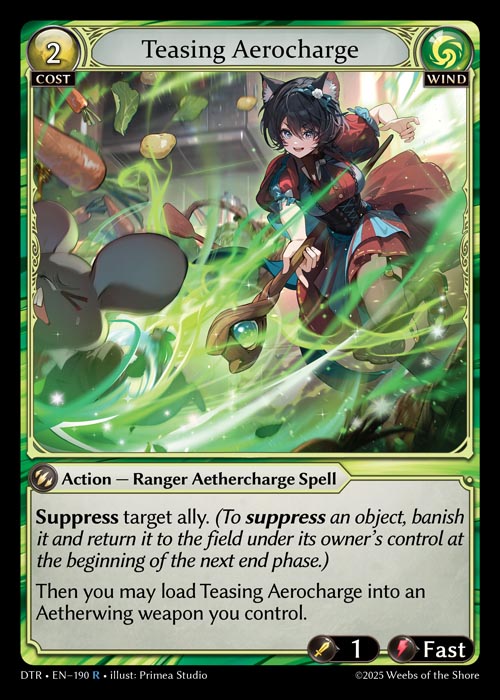 2
Teasing Aerocharge
COST
WIND
Action — Ranger Aethercharge Spell
Suppress target ally. (To suppress an object, banish
it and return it to the field under its owner's control at
the beginning of the next end phase.)
Then you may load Teasing Aerocharge into an
Aetherwing weapon you control.
1
Fast
DTR • EN–190 R • illust: Primea Studio
©2025 Weebs of the Shore